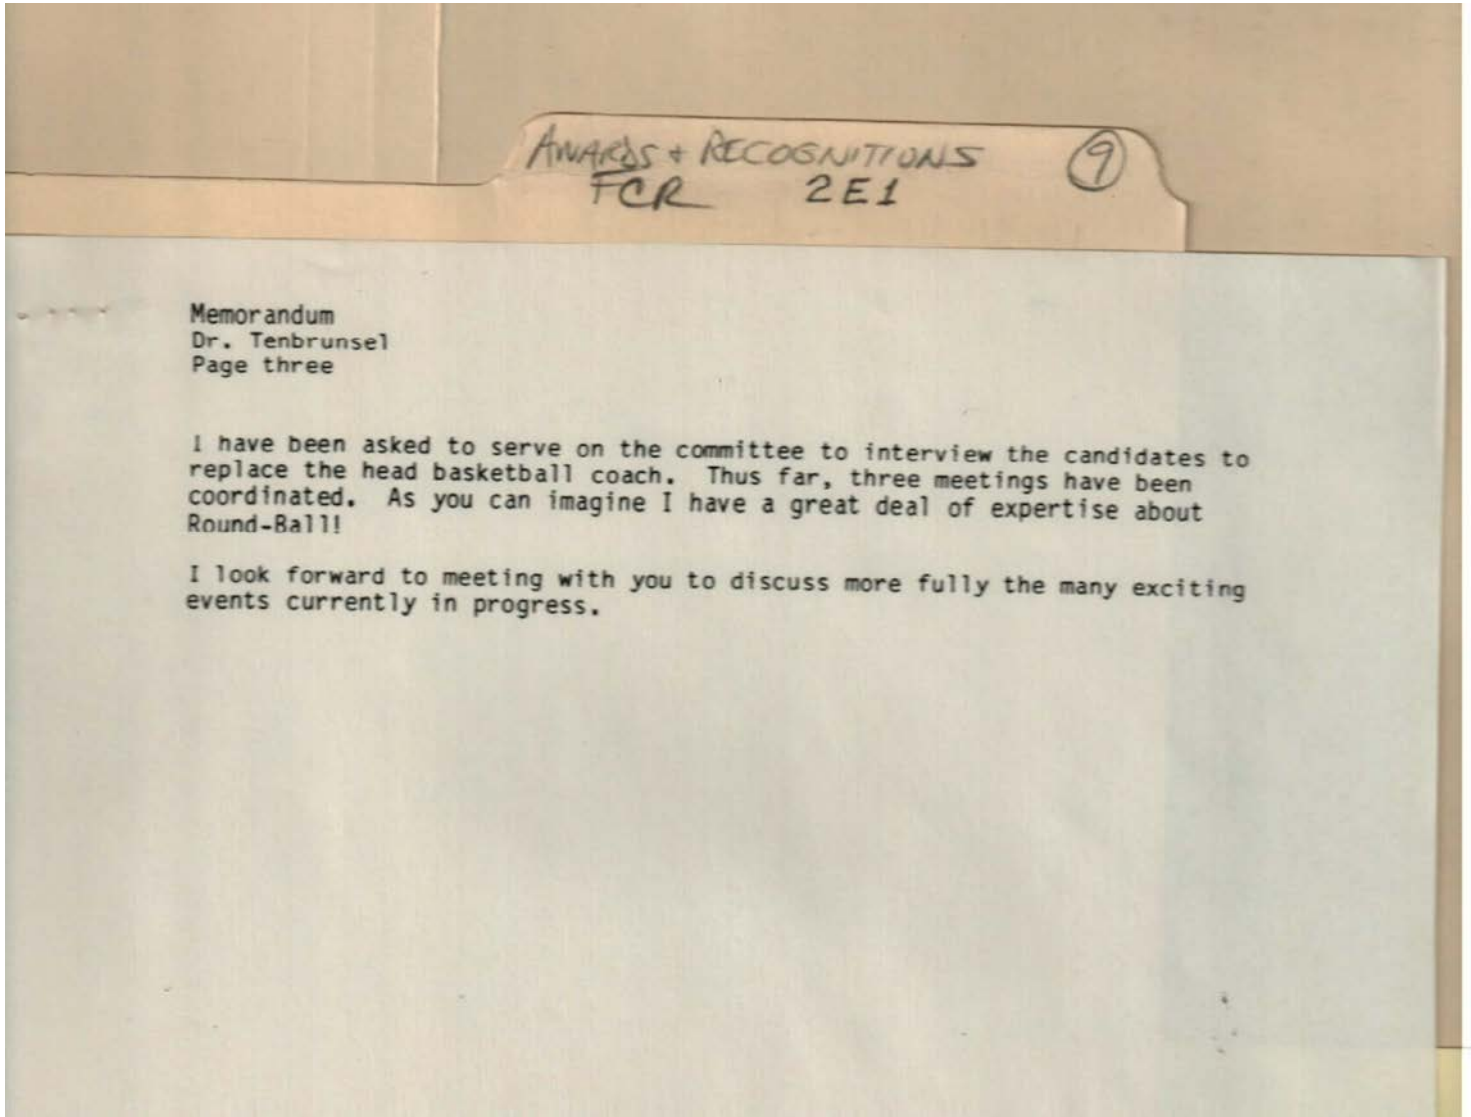 AWARDS + RECOGNITIONS 9
FCR 2E1
Memorandum
Dr. Tenbrunsel
Page three
I have been asked to serve on the committee to interview the candidates to
replace the head basketball coach. Thus far, three meetings have been
coordinated. As you can imagine I have a great deal of expertise about
Round-Ball!
I look forward to meeting with you to discuss more fully the many exciting
events currently in progress.